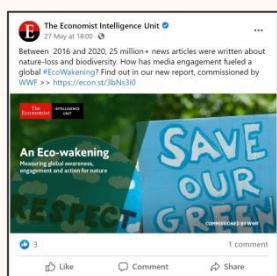 The Economist Intelligence Unit
27 May at 18:00
Between 2016 and 2020, 25 million+ news articles were written about
nature-loss and biodiversity. How has media engagement fueled a
global #EcoWakening? Find out in our new report, commissioned by
WWF >> https://econ.st/3bNs3i0
The Economist
INTELLIGENCE UNIT
An Eco-wakening
Measuring global awareness,
engagement and action for nature
SAVE
OUR
GREEN
RESPECT
COMMISSIONED BY WWF
3
1 comment
Like Comment Share